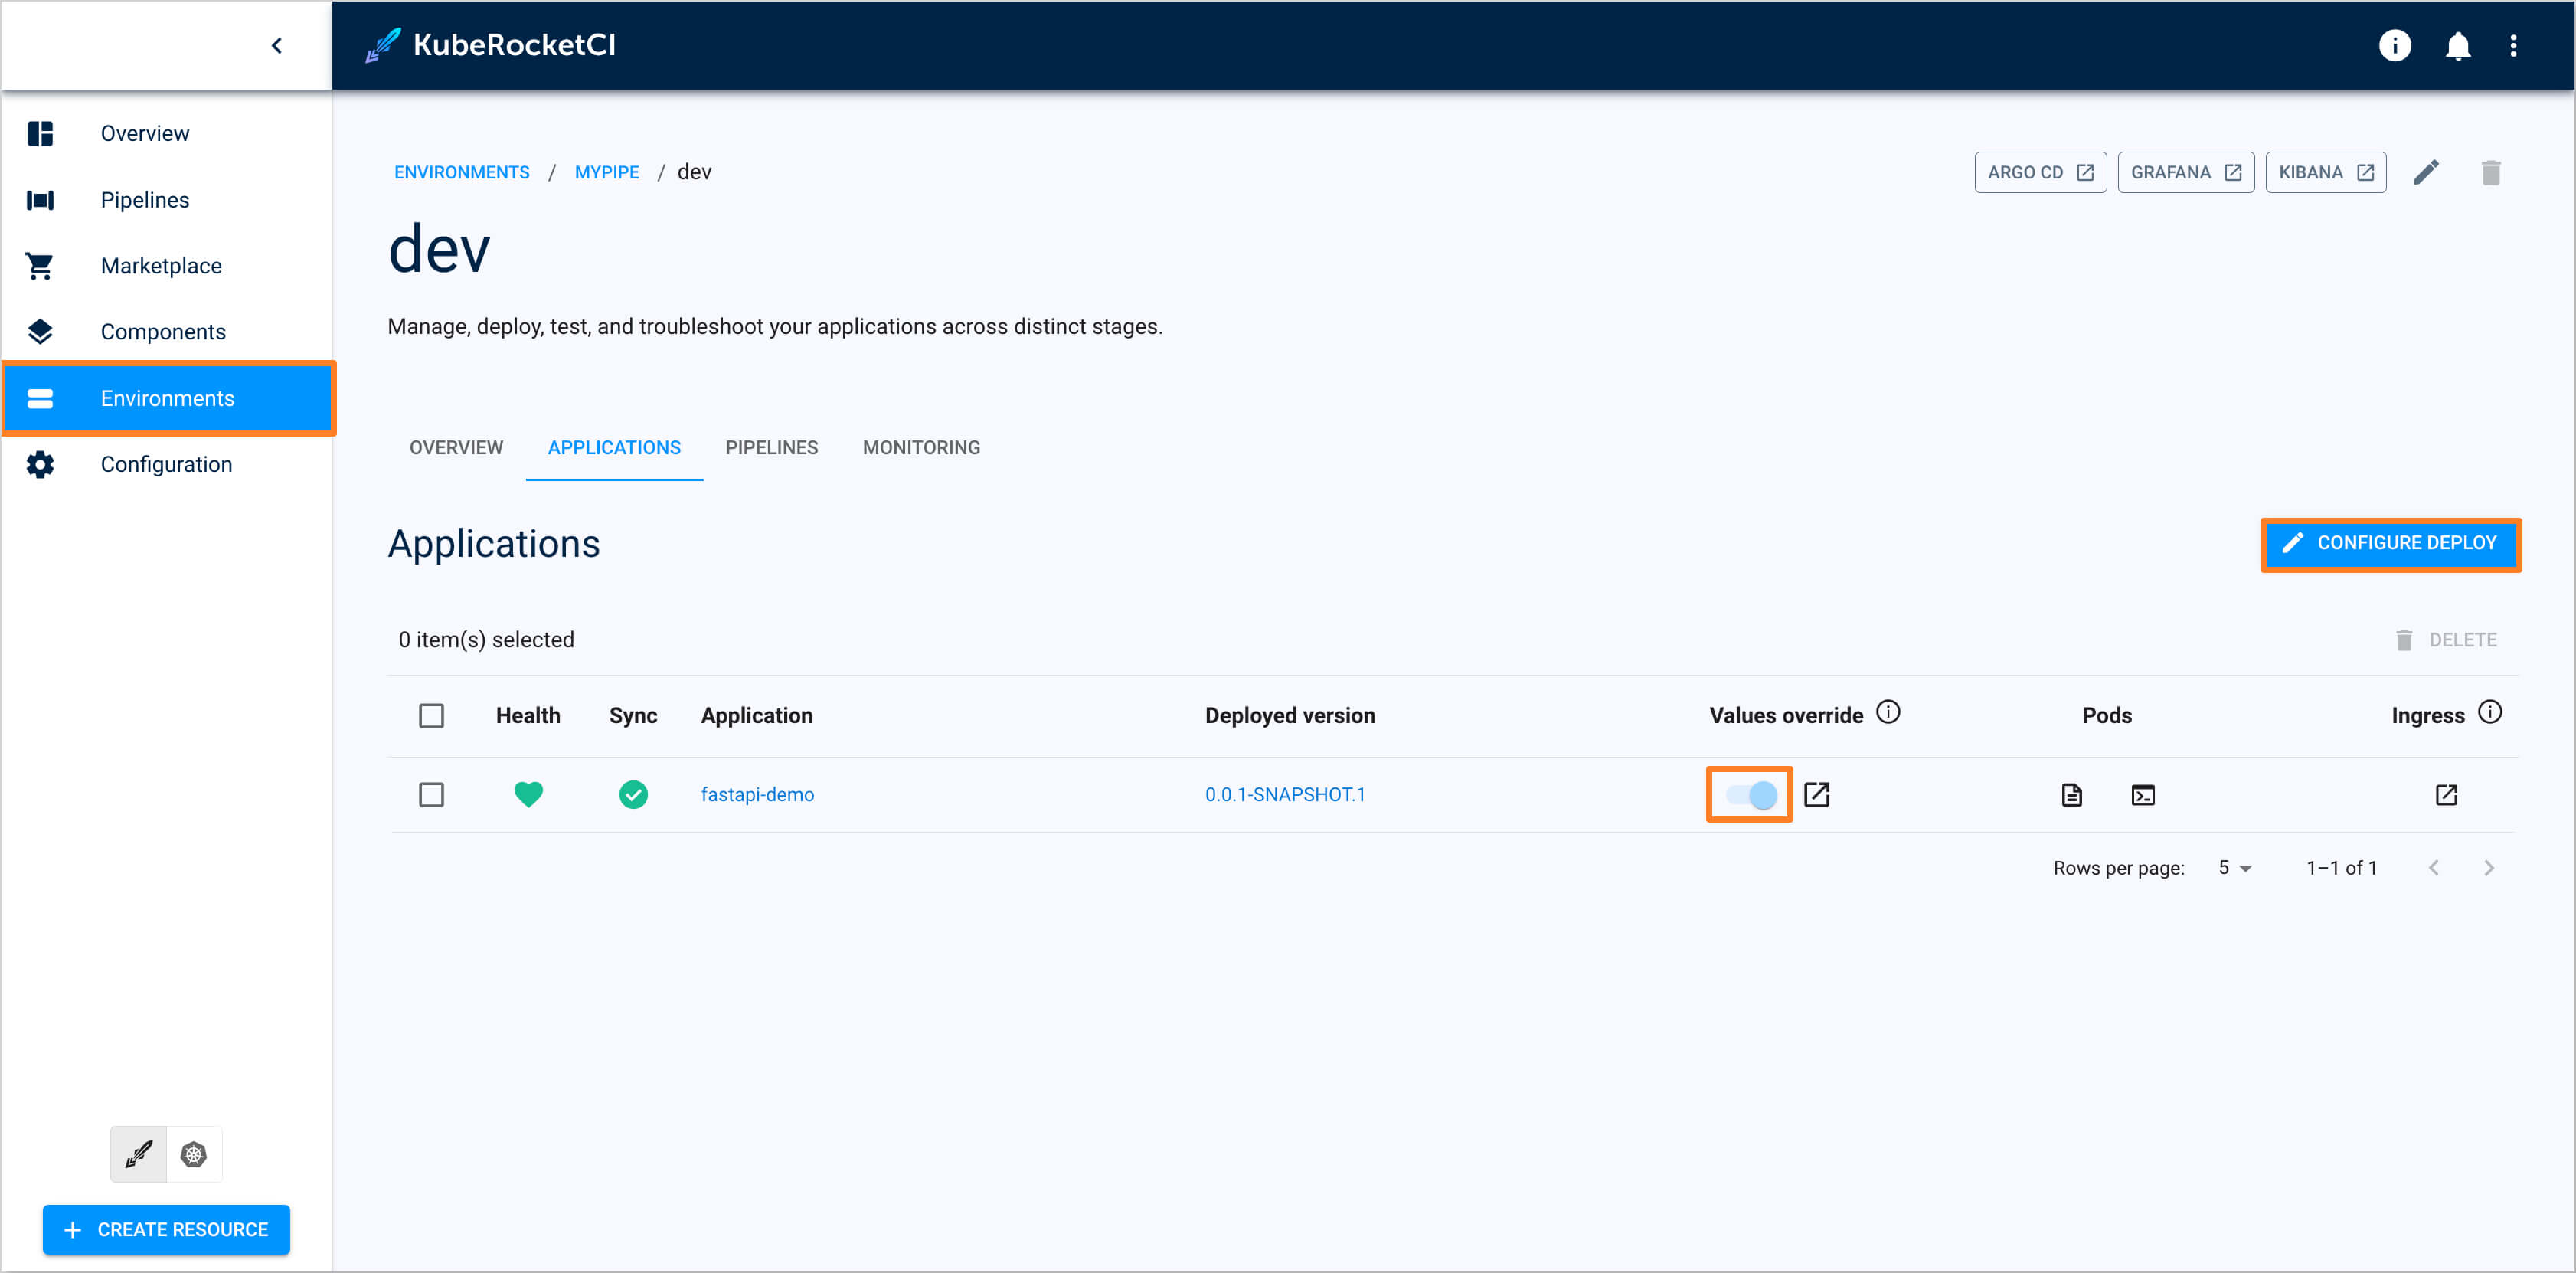 KubeRocketCI
Overview
Pipelines
Marketplace
Components
Environments
Configuration
CREATE RESOURCE
ENVIRONMENTS / MYPIPE / dev
ARGO CD GRAFANA KIBANA
dev
Manage, deploy, test, and troubleshoot your applications across distinct stages.
OVERVIEW APPLICATIONS PIPELINES MONITORING
Applications
CONFIGURE DEPLOY
0 item(s) selected
DELETE
Health Sync Application Deployed version Values override Pods Ingress
fastapi-demo 0.0.1-SNAPSHOT.1
Rows per page: 5 1–1 of 1